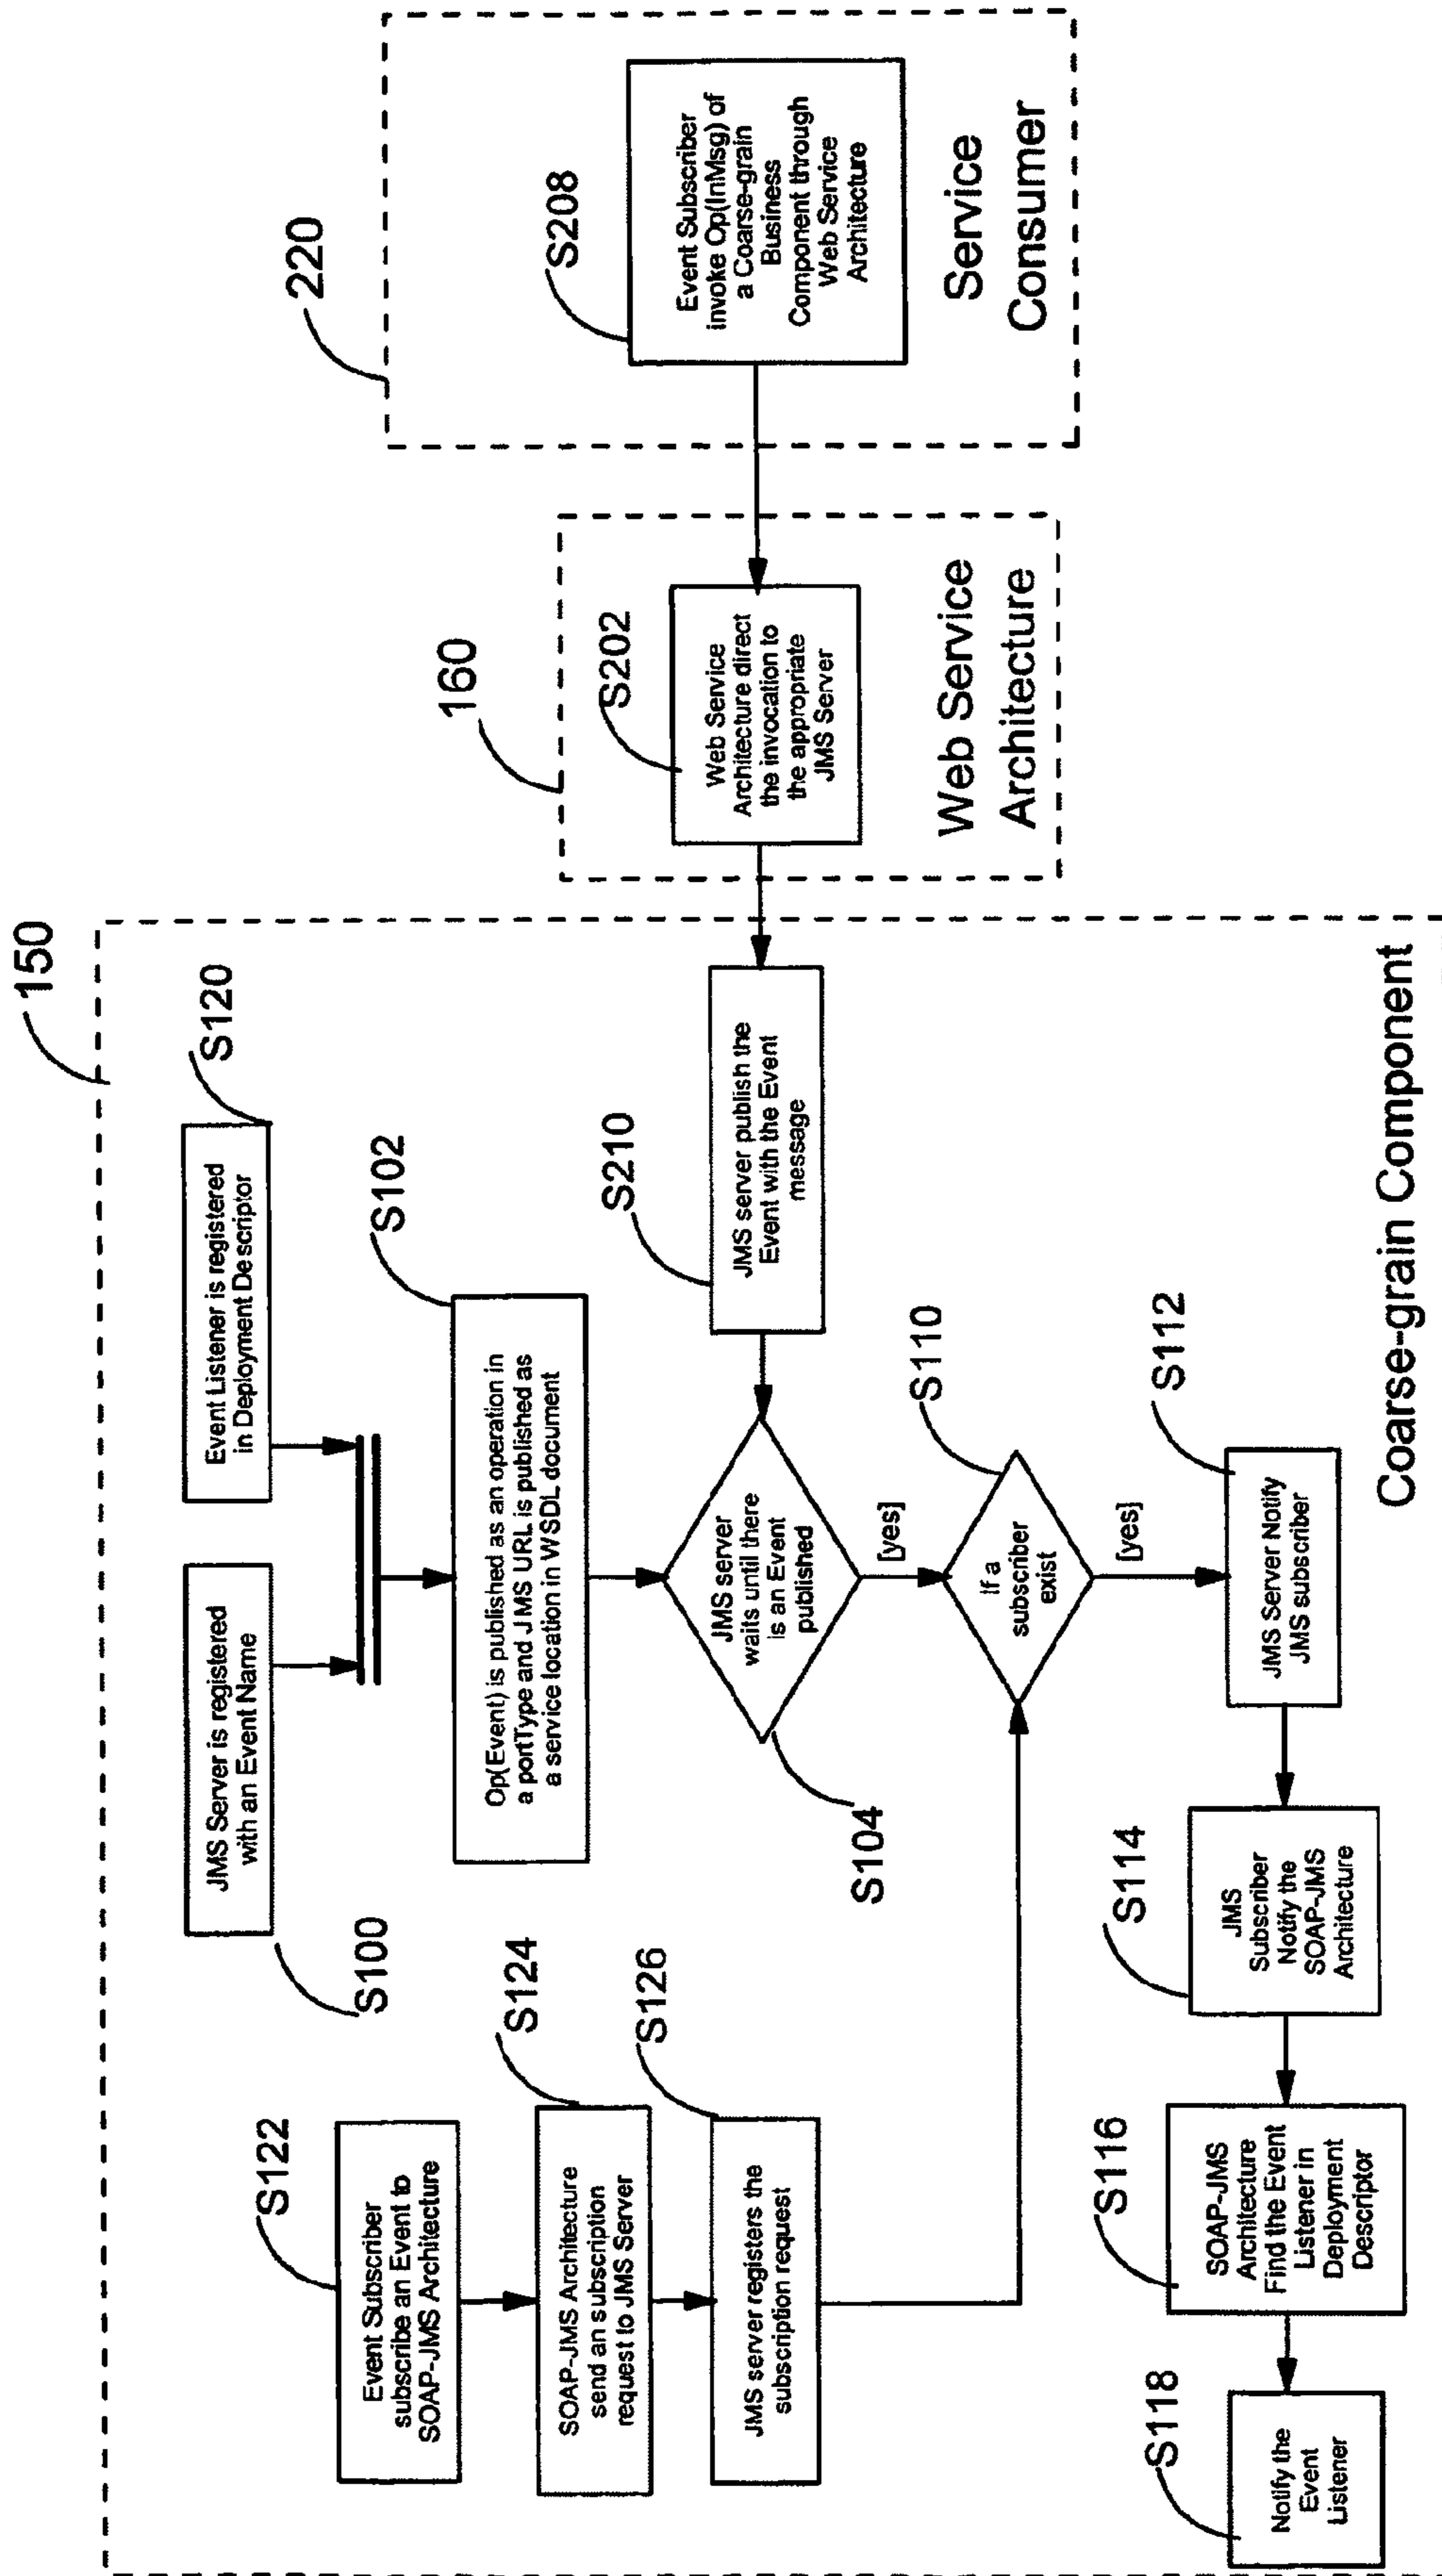 150
S100
JMS Server is registered
with an Event Name
Event Listener is registered
in Deployment Descriptor
S120
S102
Op(Event) is published as an operation in
a portType and JMS URL is published as
a service location in WSDL document
S122
Event Subscriber
subscribe an Event to
SOAP-JMS Architecture
S124
SOAP-JMS Architecture
send an subscription
request to JMS Server
S126
JMS server registers the
subscription request
S104
JMS server
waits until there
is an Event
published
[yes]
S210
JMS server publish the
Event with the Event
message
S110
If a
subscriber
exist
[yes]
S112
JMS Server Notify
JMS subscriber
S114
JMS
Subscriber
Notify the
SOAP-JMS
Architecture
S116
SOAP-JMS
Architecture
Find the Event
Listener in
Deployment
Descriptor
S118
Notify the
Event
Listener
Coarse-grain Component
160
S202
Web Service
Architecture direct
the invocation to
the appropriate
JMS Server
Web Service
Architecture
220
S208
Event Subscriber
invoke Op(InMsg) of
a Coarse-grain
Business
Component through
Web Service
Architecture
Service
Consumer